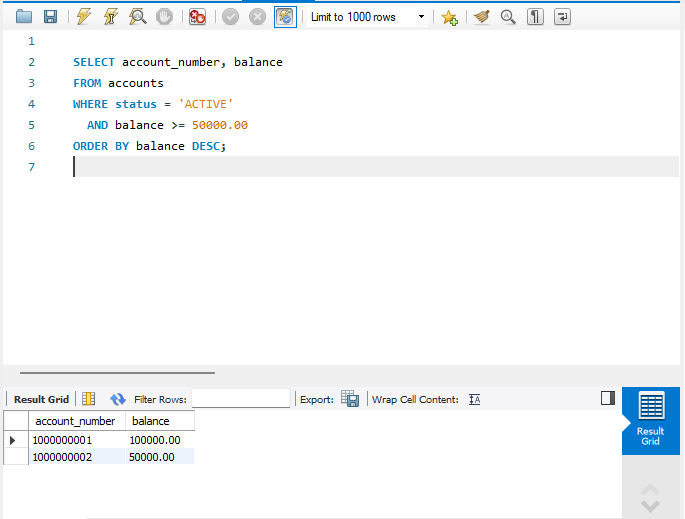 Limit to 1000 rows
1
2 SELECT account_number, balance
3 FROM accounts
4 WHERE status = 'ACTIVE'
5 AND balance >= 50000.00
6 ORDER BY balance DESC;
7
Result Grid Filter Rows: Export: Wrap Cell Content:
account_number balance
1000000001 100000.00
1000000002 50000.00
Result
Grid